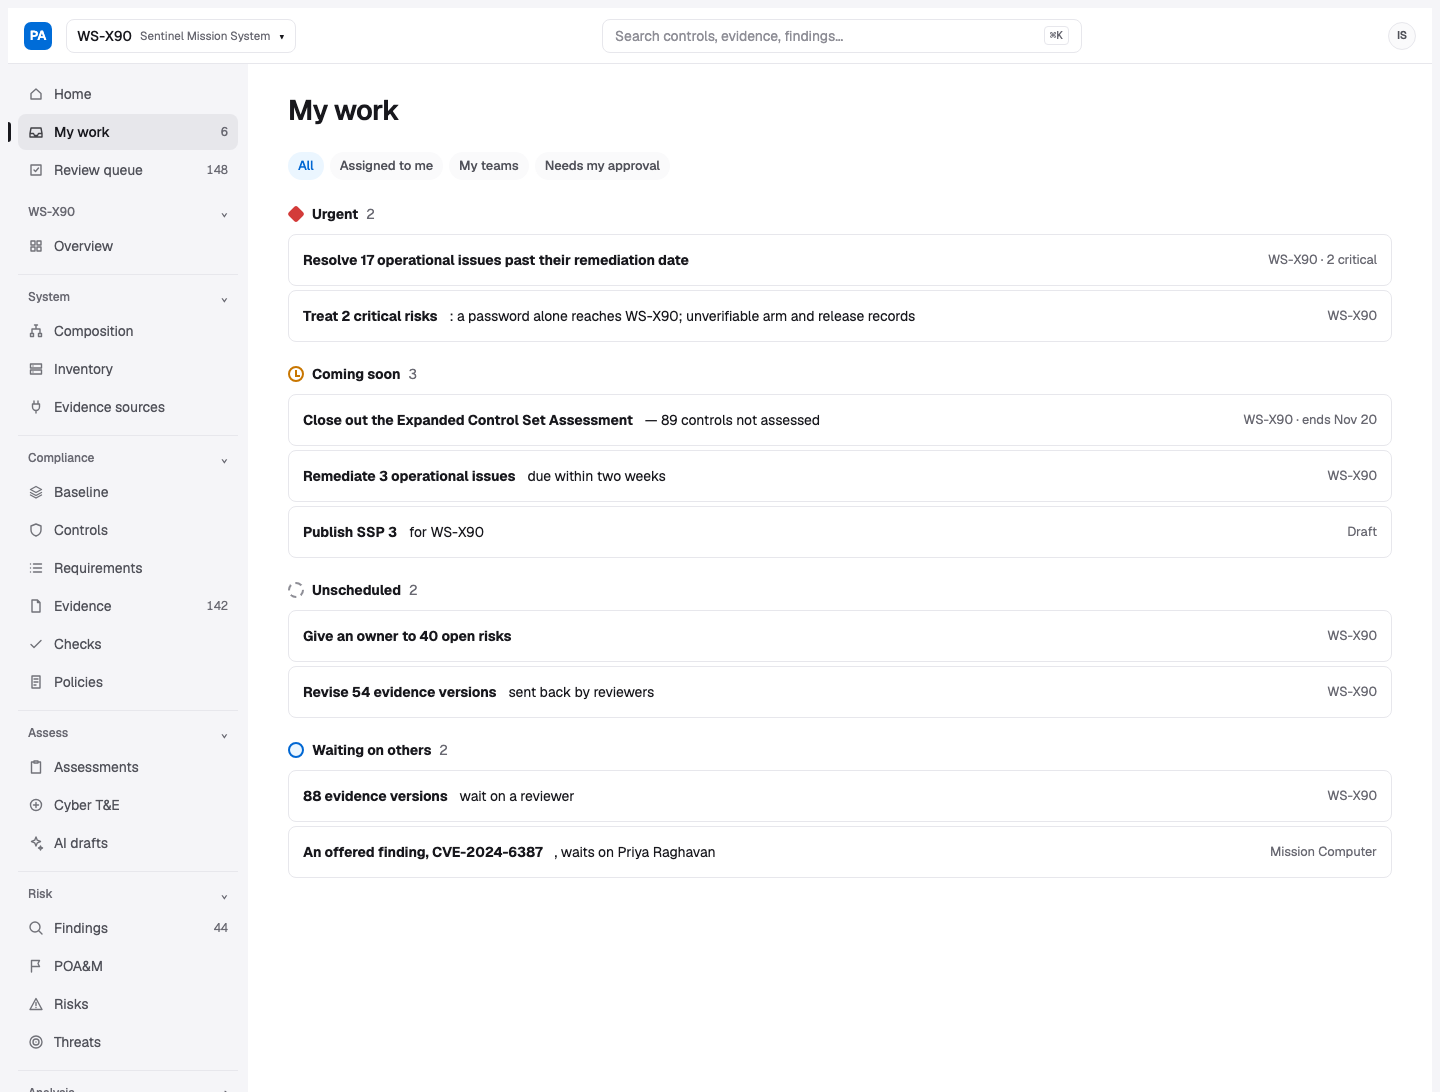 PA
WS-X90 Sentinel Mission System
Search controls, evidence, findings... ⌘K
IS
Home
My work 6
Review queue 148
WS-X90
Overview
System
Composition
Inventory
Evidence sources
Compliance
Baseline
Controls
Requirements
Evidence 142
Checks
Policies
Assess
Assessments
Cyber T&E
AI drafts
Risk
Findings 44
POA&M
Risks
Threats
Analysis
My work
All Assigned to me My teams Needs my approval
Urgent 2
Resolve 17 operational issues past their remediation date WS-X90 · 2 critical
Treat 2 critical risks : a password alone reaches WS-X90; unverifiable arm and release records WS-X90
Coming soon 3
Close out the Expanded Control Set Assessment — 89 controls not assessed WS-X90 · ends Nov 20
Remediate 3 operational issues due within two weeks WS-X90
Publish SSP 3 for WS-X90 Draft
Unscheduled 2
Give an owner to 40 open risks WS-X90
Revise 54 evidence versions sent back by reviewers WS-X90
Waiting on others 2
88 evidence versions wait on a reviewer WS-X90
An offered finding, CVE-2024-6387 , waits on Priya Raghavan Mission Computer